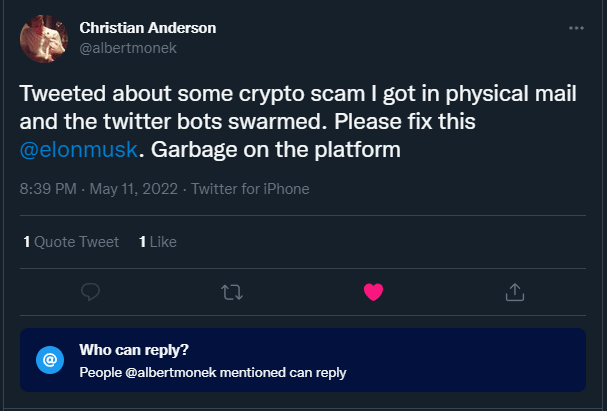 Christian Anderson
@albertmonek
Tweeted about some crypto scam I got in physical mail
and the twitter bots swarmed. Please fix this
@elonmusk. Garbage on the platform
8:39 PM · May 11, 2022 · Twitter for iPhone
1 Quote Tweet 1 Like
@
Who can reply?
People @albertmonek mentioned can reply